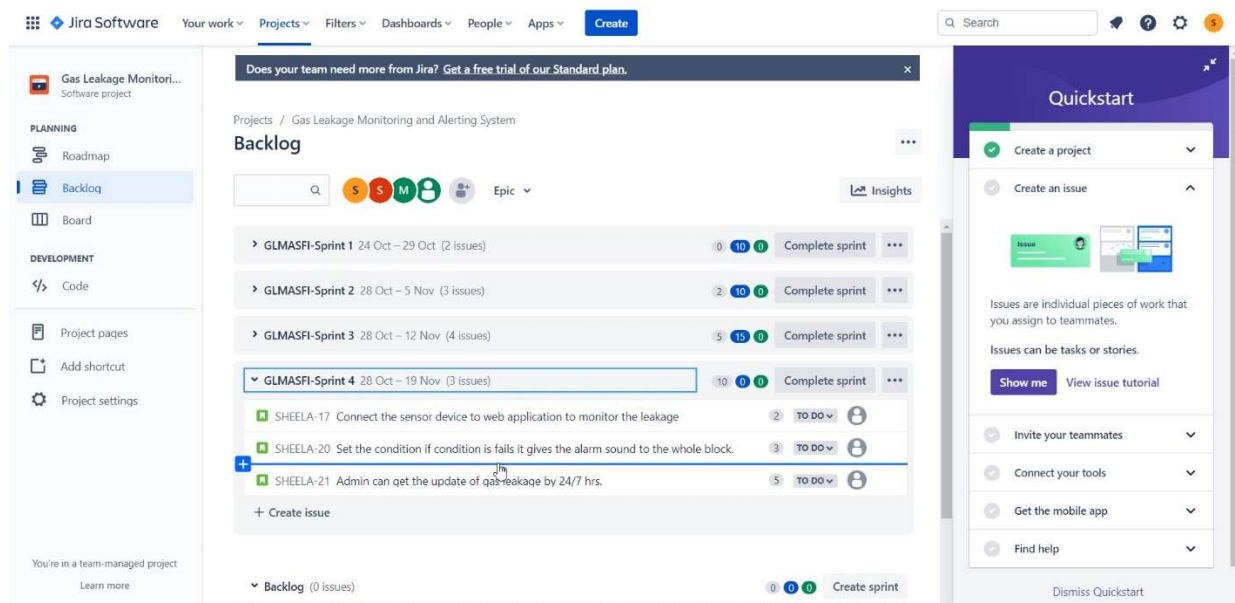 Jira Software Your work Projects Filters Dashboards People Apps Create Search S
Gas Leakage Monitori...
Software project
PLANNING
Roadmap
Backlog
Board
DEVELOPMENT
Code
Project pages
Add shortcut
Project settings
You're in a team-managed project
Learn more
Does your team need more from Jira? Get a free trial of our Standard plan.
Projects / Gas Leakage Monitoring and Alerting System
Backlog
S S M Epic Insights
GLMASFI-Sprint 1 24 Oct – 29 Oct (2 issues) 0 10 0 Complete sprint
GLMASFI-Sprint 2 28 Oct – 5 Nov (3 issues) 2 10 0 Complete sprint
GLMASFI-Sprint 3 28 Oct – 12 Nov (4 issues) 5 15 0 Complete sprint
GLMASFI-Sprint 4 28 Oct – 19 Nov (3 issues) 10 0 0 Complete sprint
SHEELA-17 Connect the sensor device to web application to monitor the leakage 2 TO DO
SHEELA-20 Set the condition if condition is fails it gives the alarm sound to the whole block. 3 TO DO
SHEELA-21 Admin can get the update of gas leakage by 24/7 hrs. 5 TO DO
+ Create issue
Backlog (0 issues) 0 0 0 Create sprint
Quickstart
Create a project
Create an issue
Issue
Issues are individual pieces of work that
you assign to teammates.
Issues can be tasks or stories.
Show me View issue tutorial
Invite your teammates
Connect your tools
Get the mobile app
Find help
Dismiss Quickstart